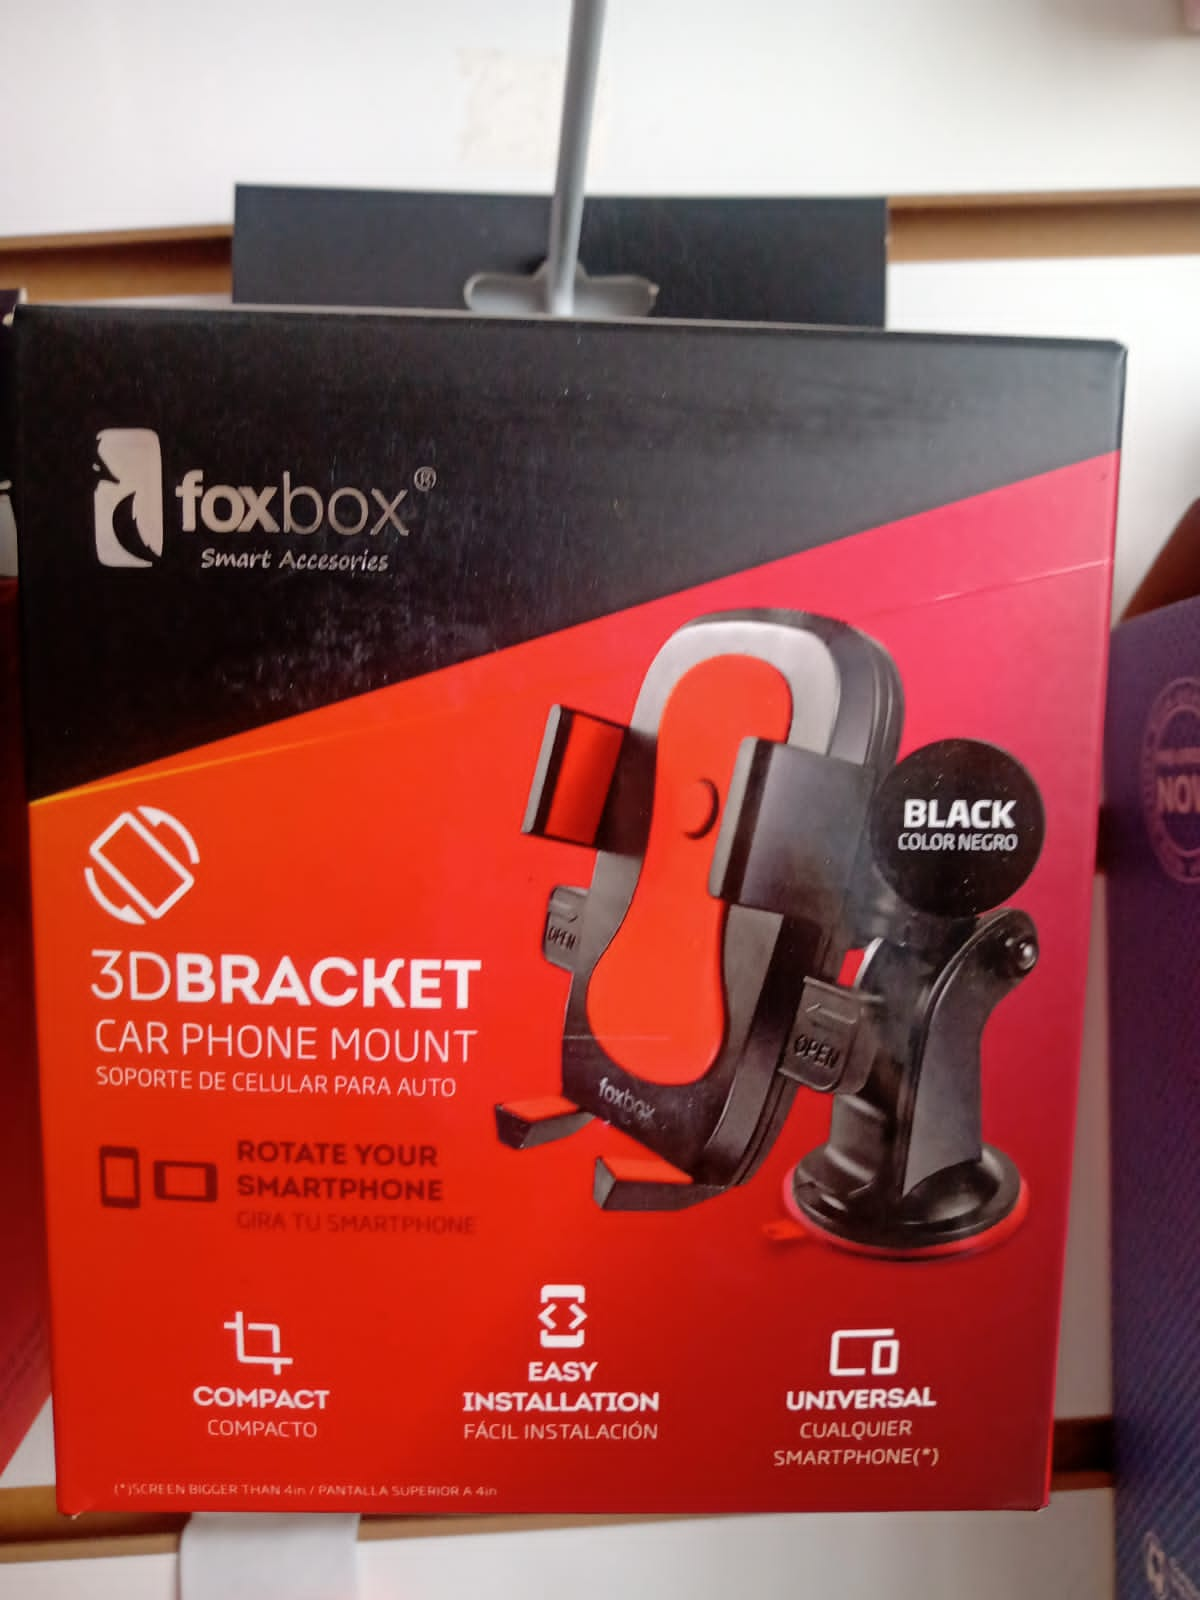 foxbox®
Smart Accesories
BLACK
COLOR NEGRO
OPEN
OPEN
foxbox
3DBRACKET
CAR PHONE MOUNT
SOPORTE DE CELULAR PARA AUTO
ROTATE YOUR
SMARTPHONE
GIRA TU SMARTPHONE
COMPACT
COMPACTO
EASY
INSTALLATION
FÁCIL INSTALACIÓN
UNIVERSAL
CUALQUIER
SMARTPHONE(*)
(*)SCREEN BIGGER THAN 4in / PANTALLA SUPERIOR A 4in